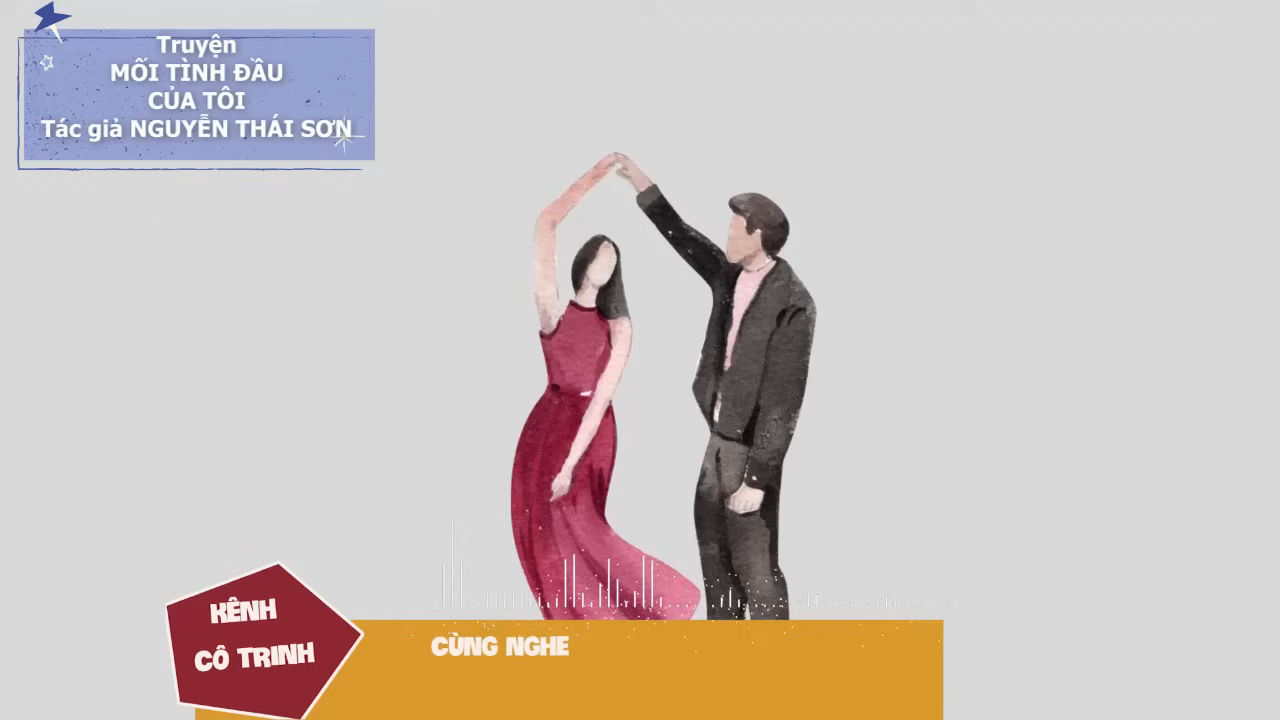 Truyện
MỐI TÌNH ĐẦU
CỦA TÔI
Tác giả NGUYỄN THÁI SƠN
KÊNH
CÔ TRINH
CÙNG NGHE